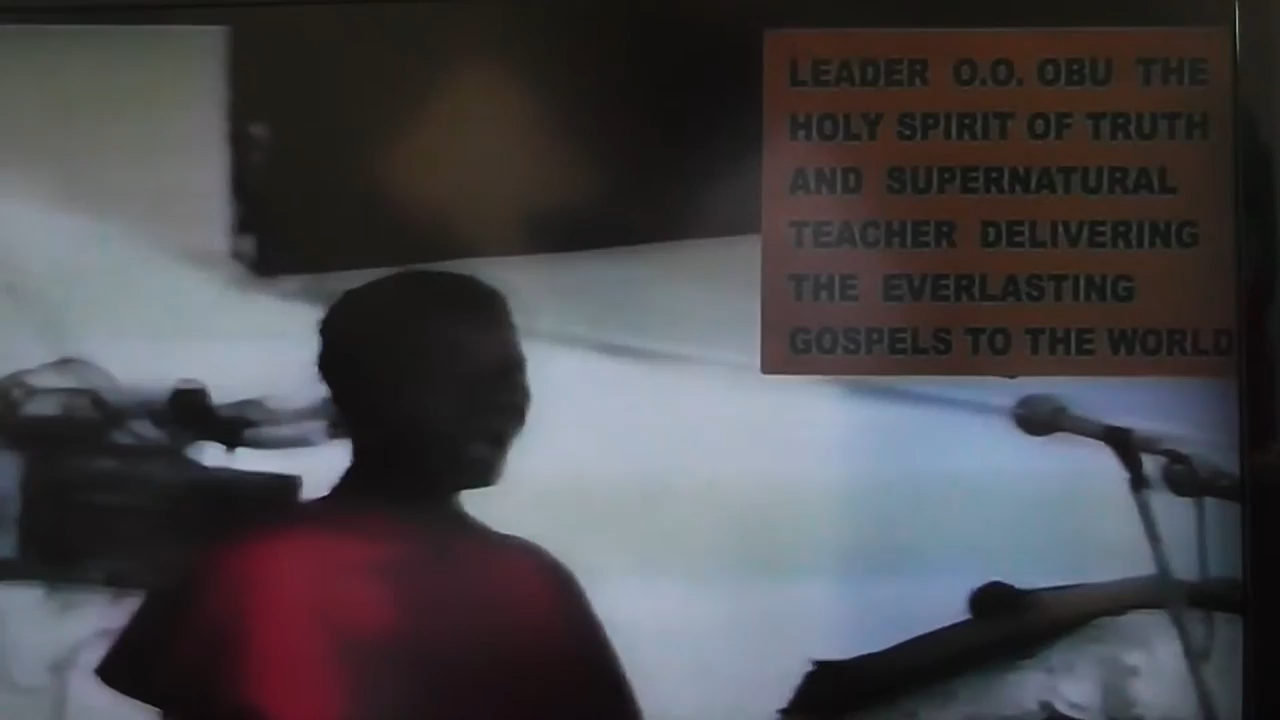 LEADER O.O. OBU THE
HOLY SPIRIT OF TRUTH
AND SUPERNATURAL
TEACHER DELIVERING
THE EVERLASTING
GOSPELS TO THE WORLD